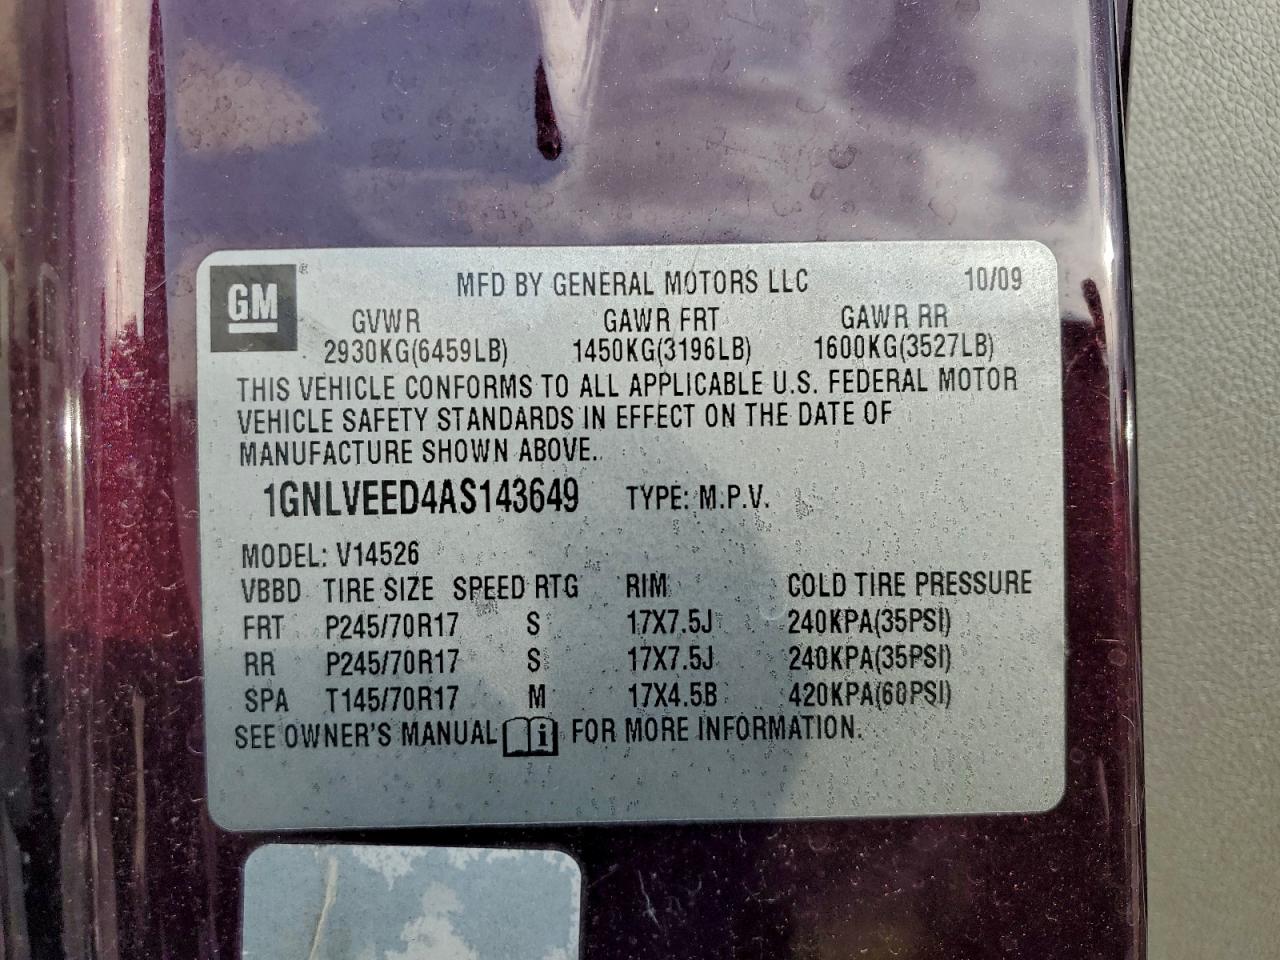 GM® MFD BY GENERAL MOTORS LLC 10/09
GVWR GAWR FRT GAWR RR
2930KG(6459LB) 1450KG(3196LB) 1600KG(3527LB)
THIS VEHICLE CONFORMS TO ALL APPLICABLE U.S. FEDERAL MOTOR
VEHICLE SAFETY STANDARDS IN EFFECT ON THE DATE OF
MANUFACTURE SHOWN ABOVE.
1GNLVEED4AS143649 TYPE: M.P.V.
MODEL: V14526
VBBD TIRE SIZE SPEED RTG RIM COLD TIRE PRESSURE
FRT P245/70R17 S 17X7.5J 240KPA(35PSI)
RR P245/70R17 S 17X7.5J 240KPA(35PSI)
SPA T145/70R17 M 17X4.5B 420KPA(60PSI)
SEE OWNER'S MANUAL FOR MORE INFORMATION.